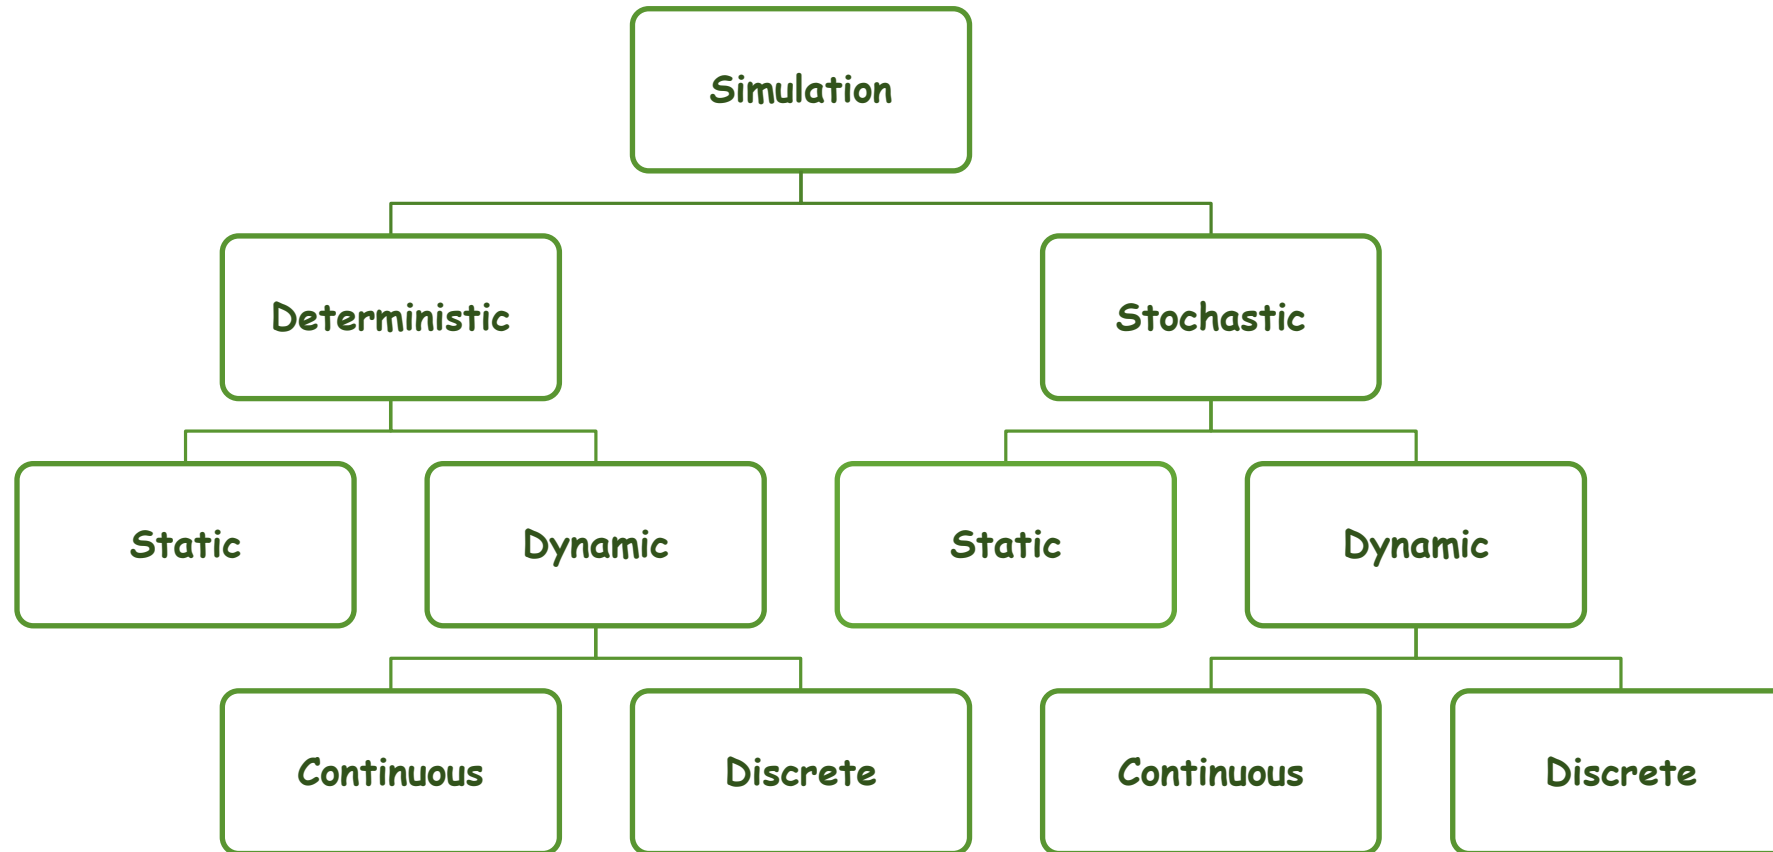 Simulation
Deterministic
Stochastic
Static
Dynamic
Static
Dynamic
Continuous
Discrete
Continuous
Discrete